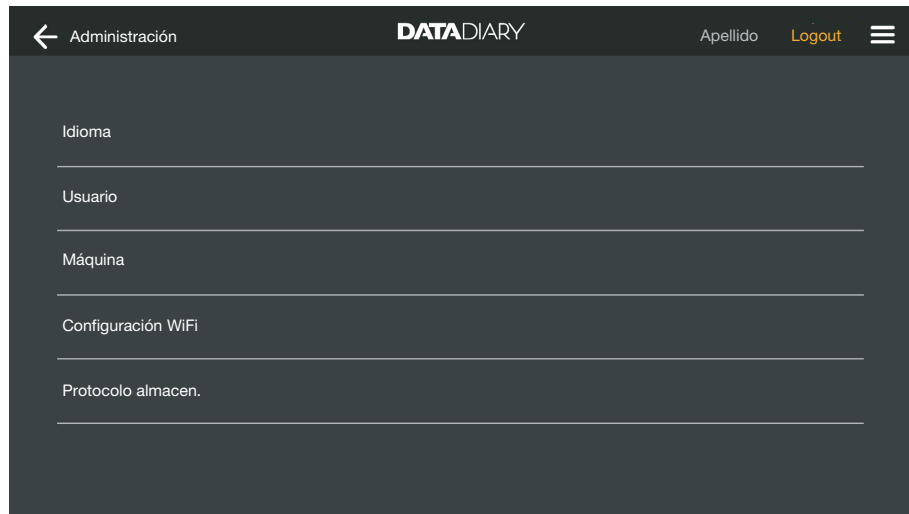 Administración DATADIARY Apellido Logout
Idioma
Usuario
Máquina
Configuración WiFi
Protocolo almacen.